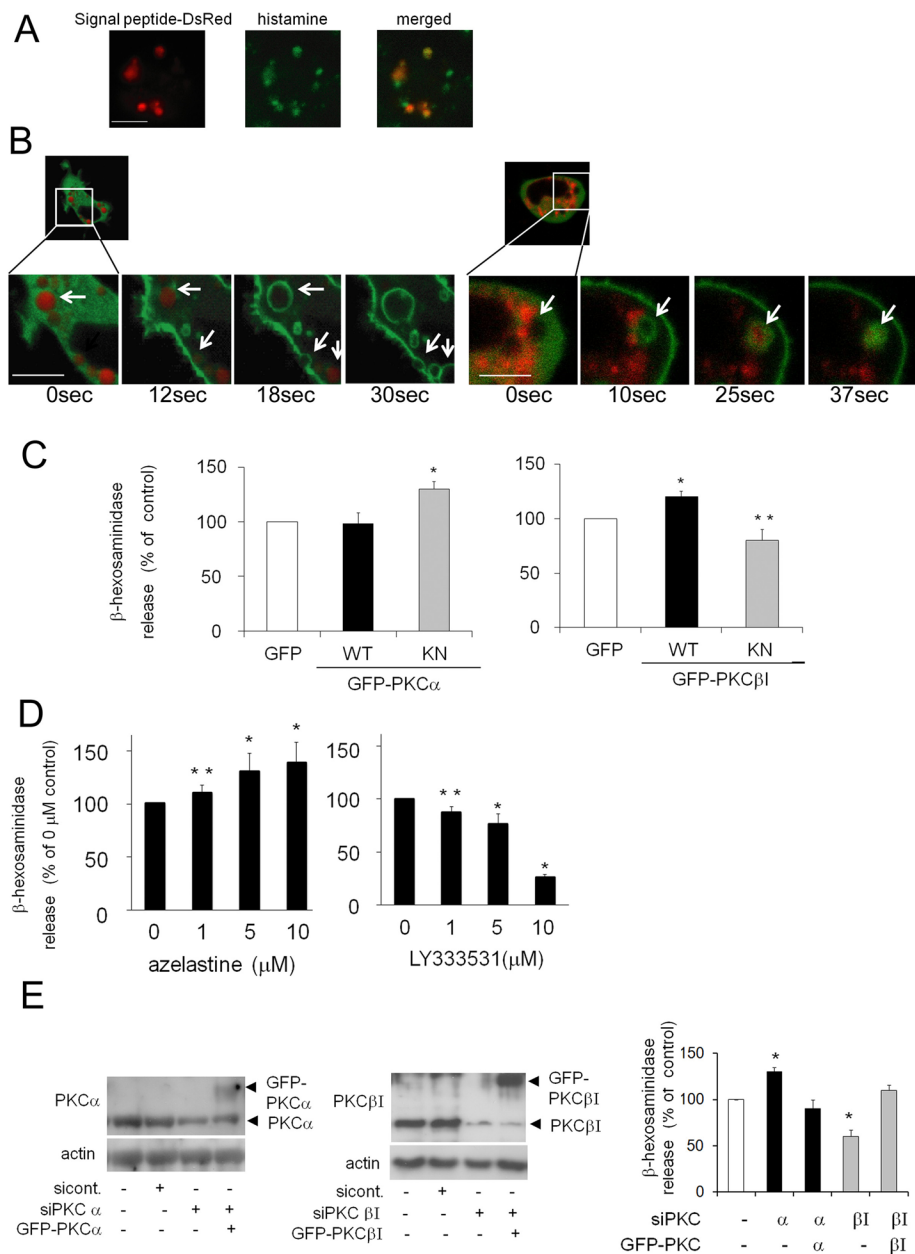 A
Signal peptide-DsRed histamine merged
B
0sec 12sec 18sec 30sec 0sec 10sec 25sec 37sec
C
β-hexosaminidase
release (% of control)
150
100
50
0
*
GFP WT KN
GFP-PKCα
150
100
50
0
*
* *
GFP WT KN
GFP-PKCβI
D
β-hexosaminidase
release (% of 0 μM control)
150
100
50
0
* *
*
*
0 1 5 10
azelastine (μM)
150
100
50
0
* *
*
*
0 1 5 10
LY333531(μM)
E
PKCα
GFP-
PKCα
PKCα
actin
sicont. - + - -
siPKC α - - + +
GFP-PKCα - - - +
PKCβI
GFP-
PKCβI
PKCβI
actin
sicont. - + - -
siPKC βI - - + +
GFP-PKCβI - - - +
β-hexosaminidase
release (% of control)
150
100
50
0
*
*
siPKC - α α βI βI
GFP-PKC - - α - βI